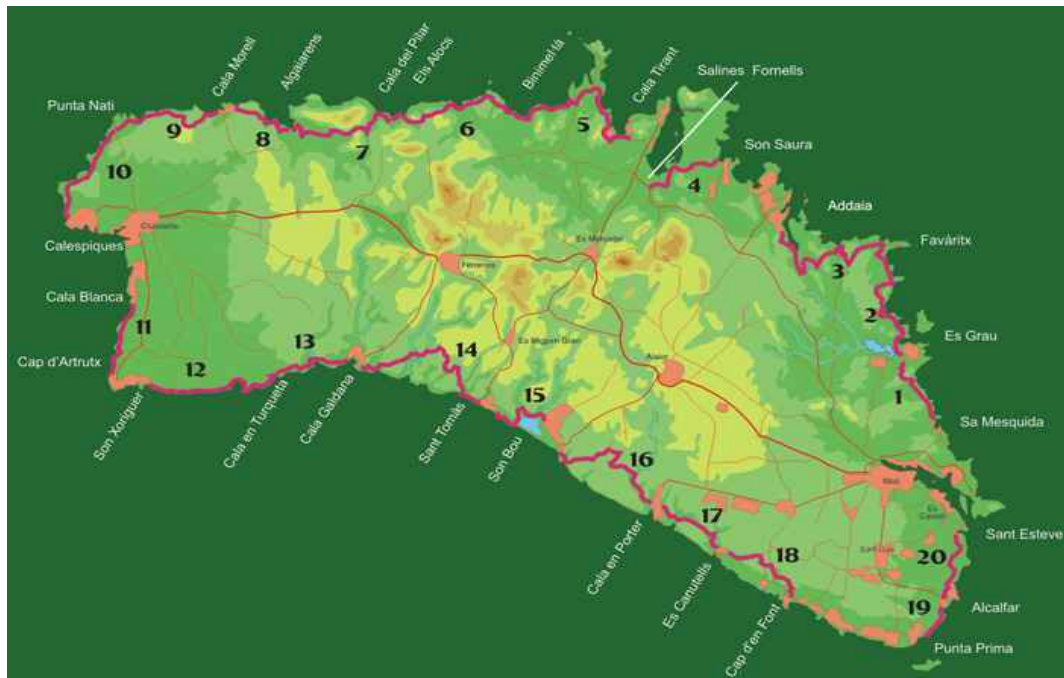 Cala Morell
Algaiarens
Cala del Pilar
Els Alocs
Binimel·là
Cala Tirant
Salines Fornells
Punta Nati
Son Saura
Addaia
Favàritx
Es Grau
Sa Mesquida
Sant Esteve
Alcalfar
Punta Prima
Cap d'en Font
Es Canutells
Cala en Porter
Son Bou
Sant Tomàs
Cala Galdana
Cala en Turqueta
Son Xoriguer
Cap d'Artrutx
Cala Blanca
Calespiques
1
2
3
4
5
6
7
8
9
10
11
12
13
14
15
16
17
18
19
20
Ciutadella
Ferreries
Es Mercadal
Es Migjorn Gran
Alaior
Maó
Es Castell
Sant Lluís